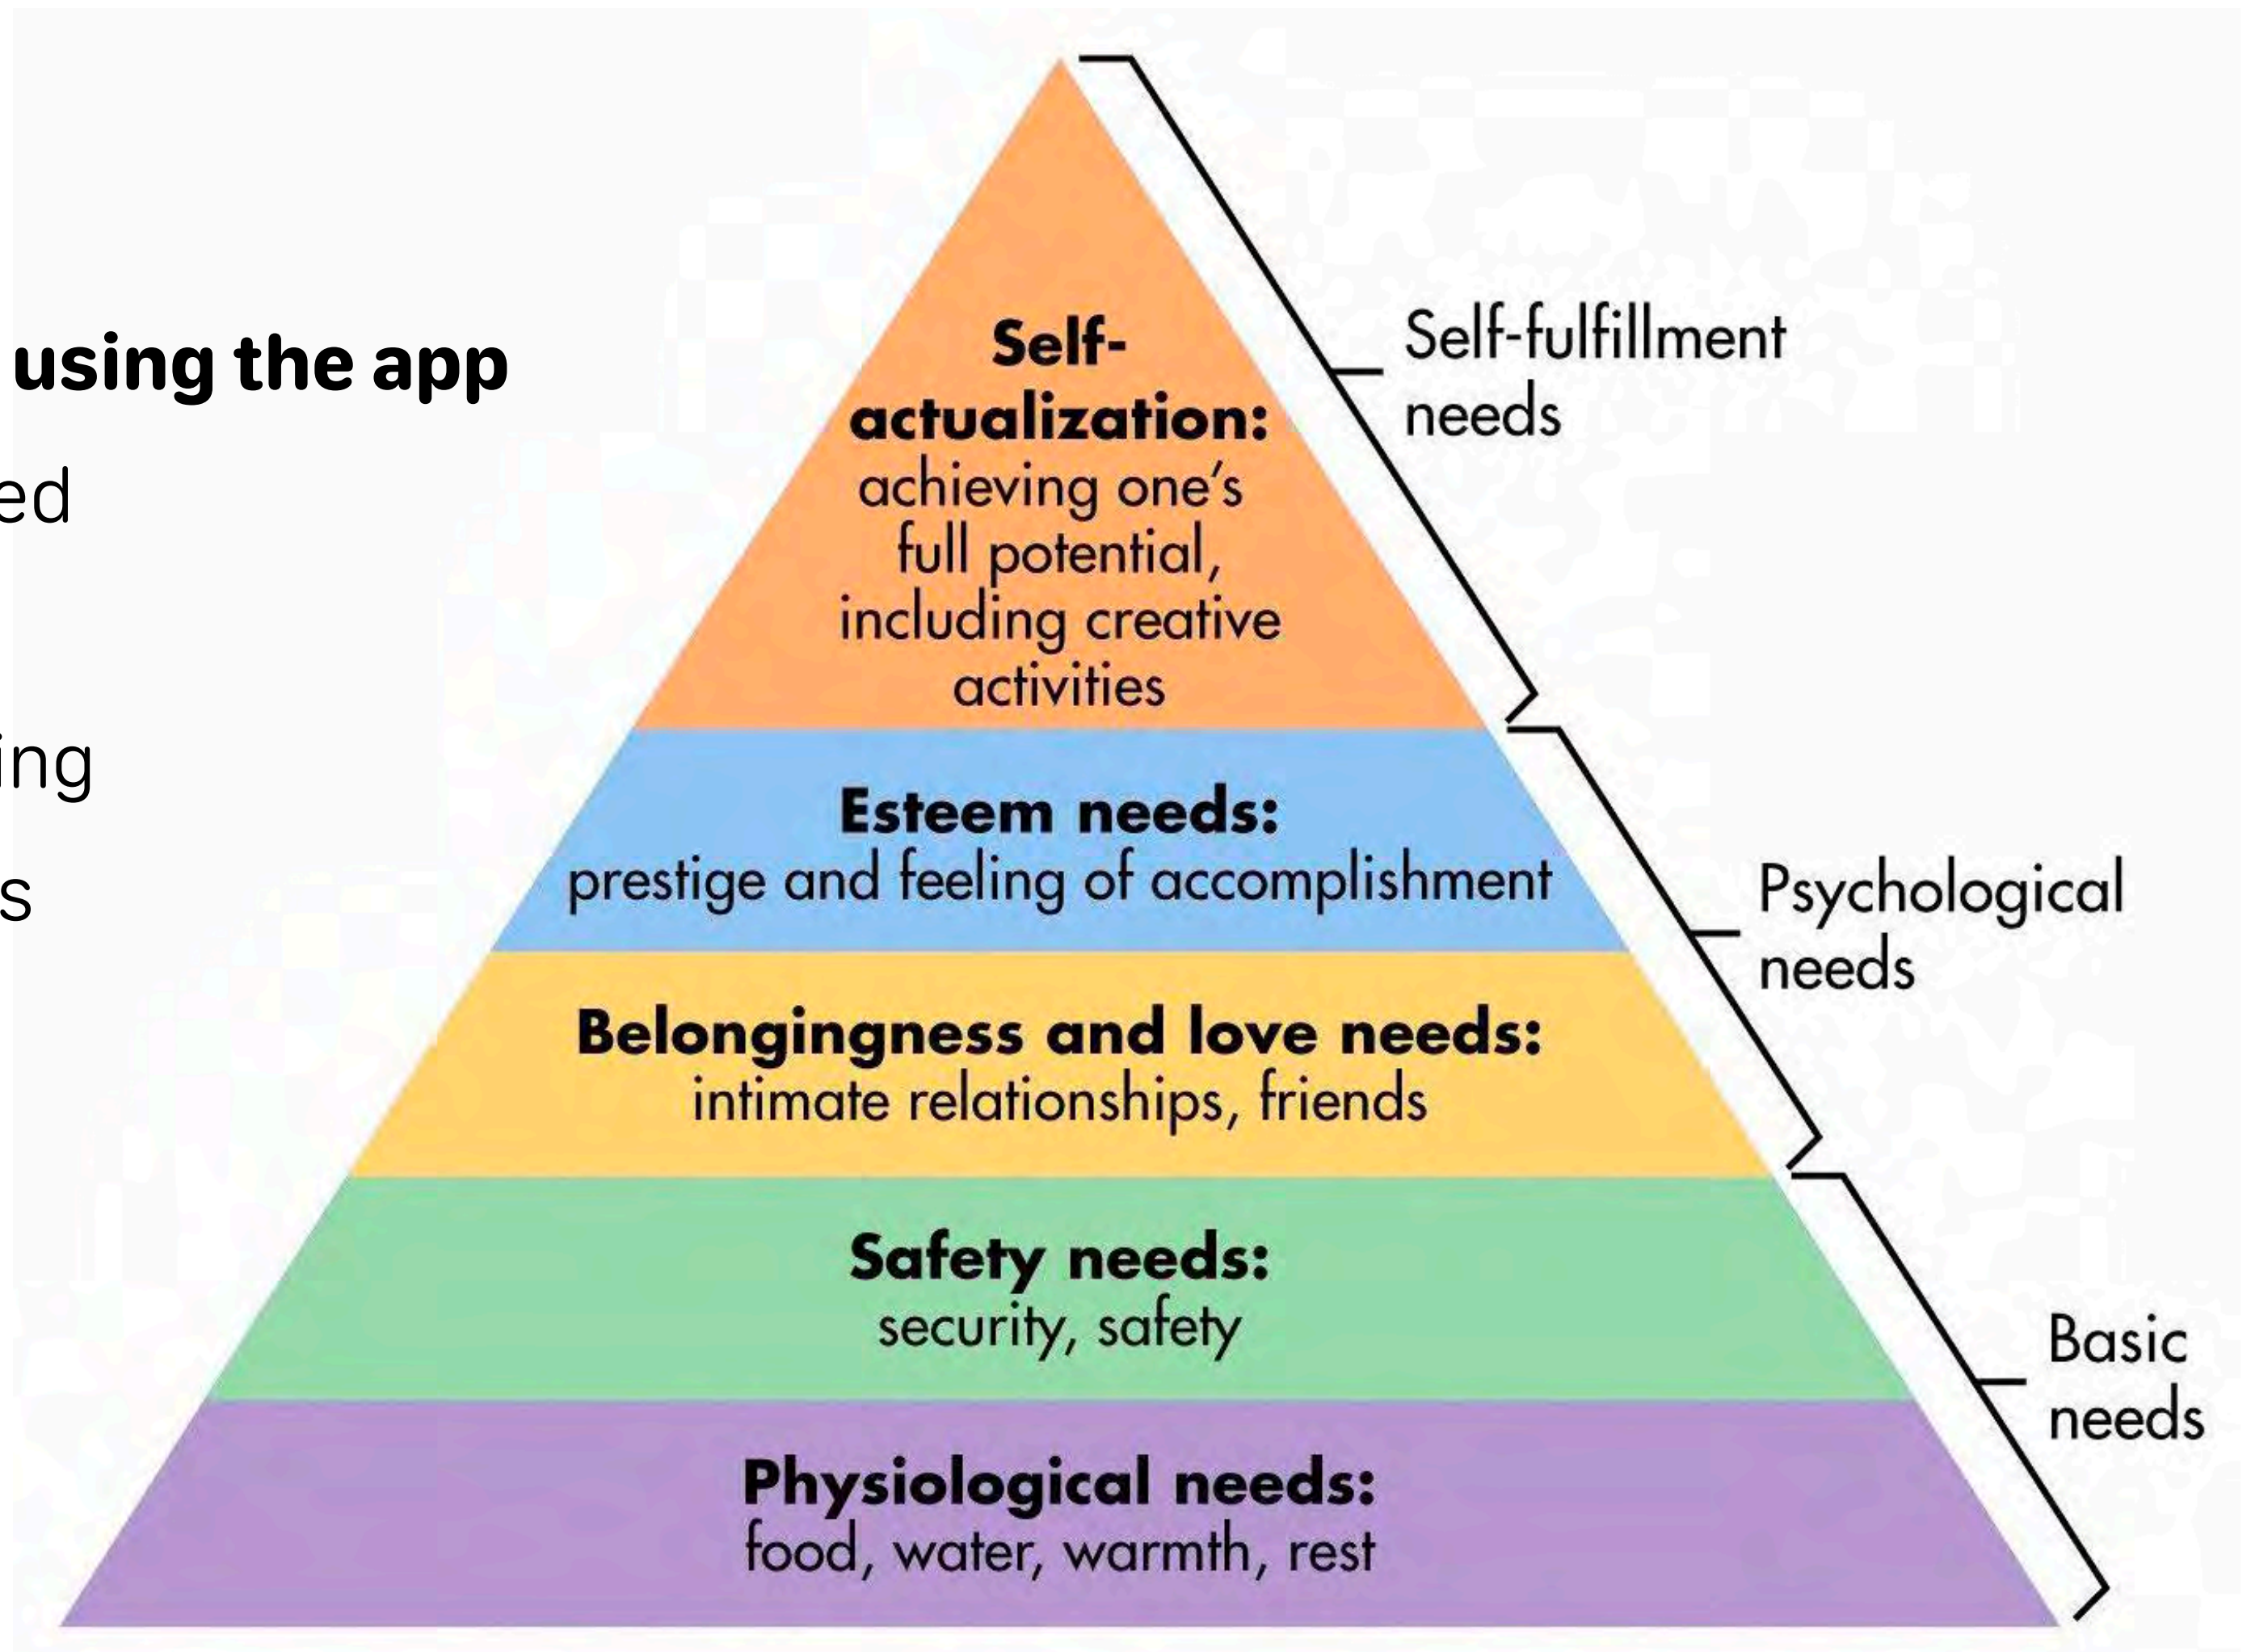 using the app
ed
ing
s
Self-
actualization:
achieving one's
full potential,
including creative
activities
Self-fulfillment
needs
Esteem needs:
prestige and feeling of accomplishment
Psychological
needs
Belongingness and love needs:
intimate relationships, friends
Safety needs:
security, safety
Basic
needs
Physiological needs:
food, water, warmth, rest